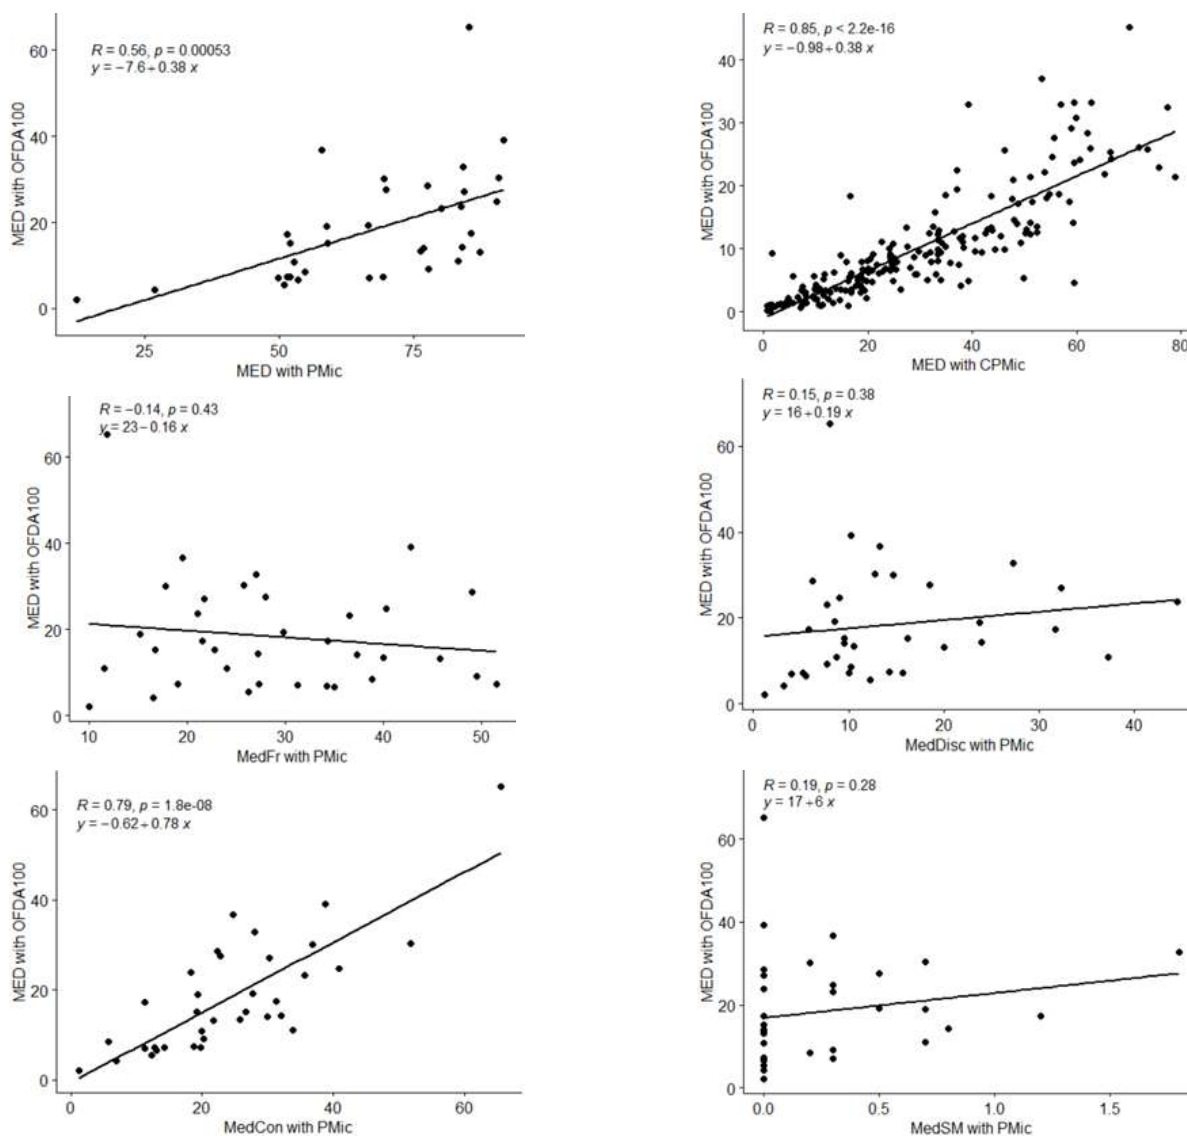 R = 0.56, p = 0.00053
y = −7.6+0.38 x
MED with OFDA100
60
40
20
0
25
50
75
MED with PMic
R = 0.85, p < 2.2e-16
y = −0.98+0.38 x
MED with OFDA100
40
30
20
10
0
0
20
40
60
80
MED with CPMic
R = −0.14, p = 0.43
y = 23−0.16 x
MED with OFDA100
60
40
20
0
10
20
30
40
50
MedFr with PMic
R = 0.15, p = 0.38
y = 16+0.19 x
MED with OFDA100
60
40
20
0
0
10
20
30
40
MedDisc with PMic
R = 0.79, p = 1.8e-08
y = −0.62+0.78 x
MED with OFDA100
60
40
20
0
0
20
40
60
MedCon with PMic
R = 0.19, p = 0.28
y = 17+6 x
MED with OFDA100
60
40
20
0
0.0
0.5
1.0
1.5
MedSM with PMic